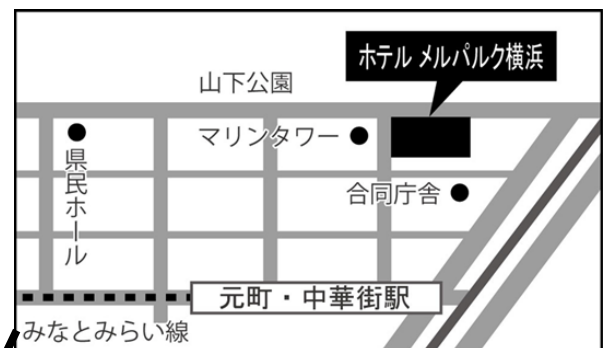 ホテル メルパルク横浜
山下公園
マリンタワー
県民ホール
合同庁舎
元町・中華街駅
みなとみらい線